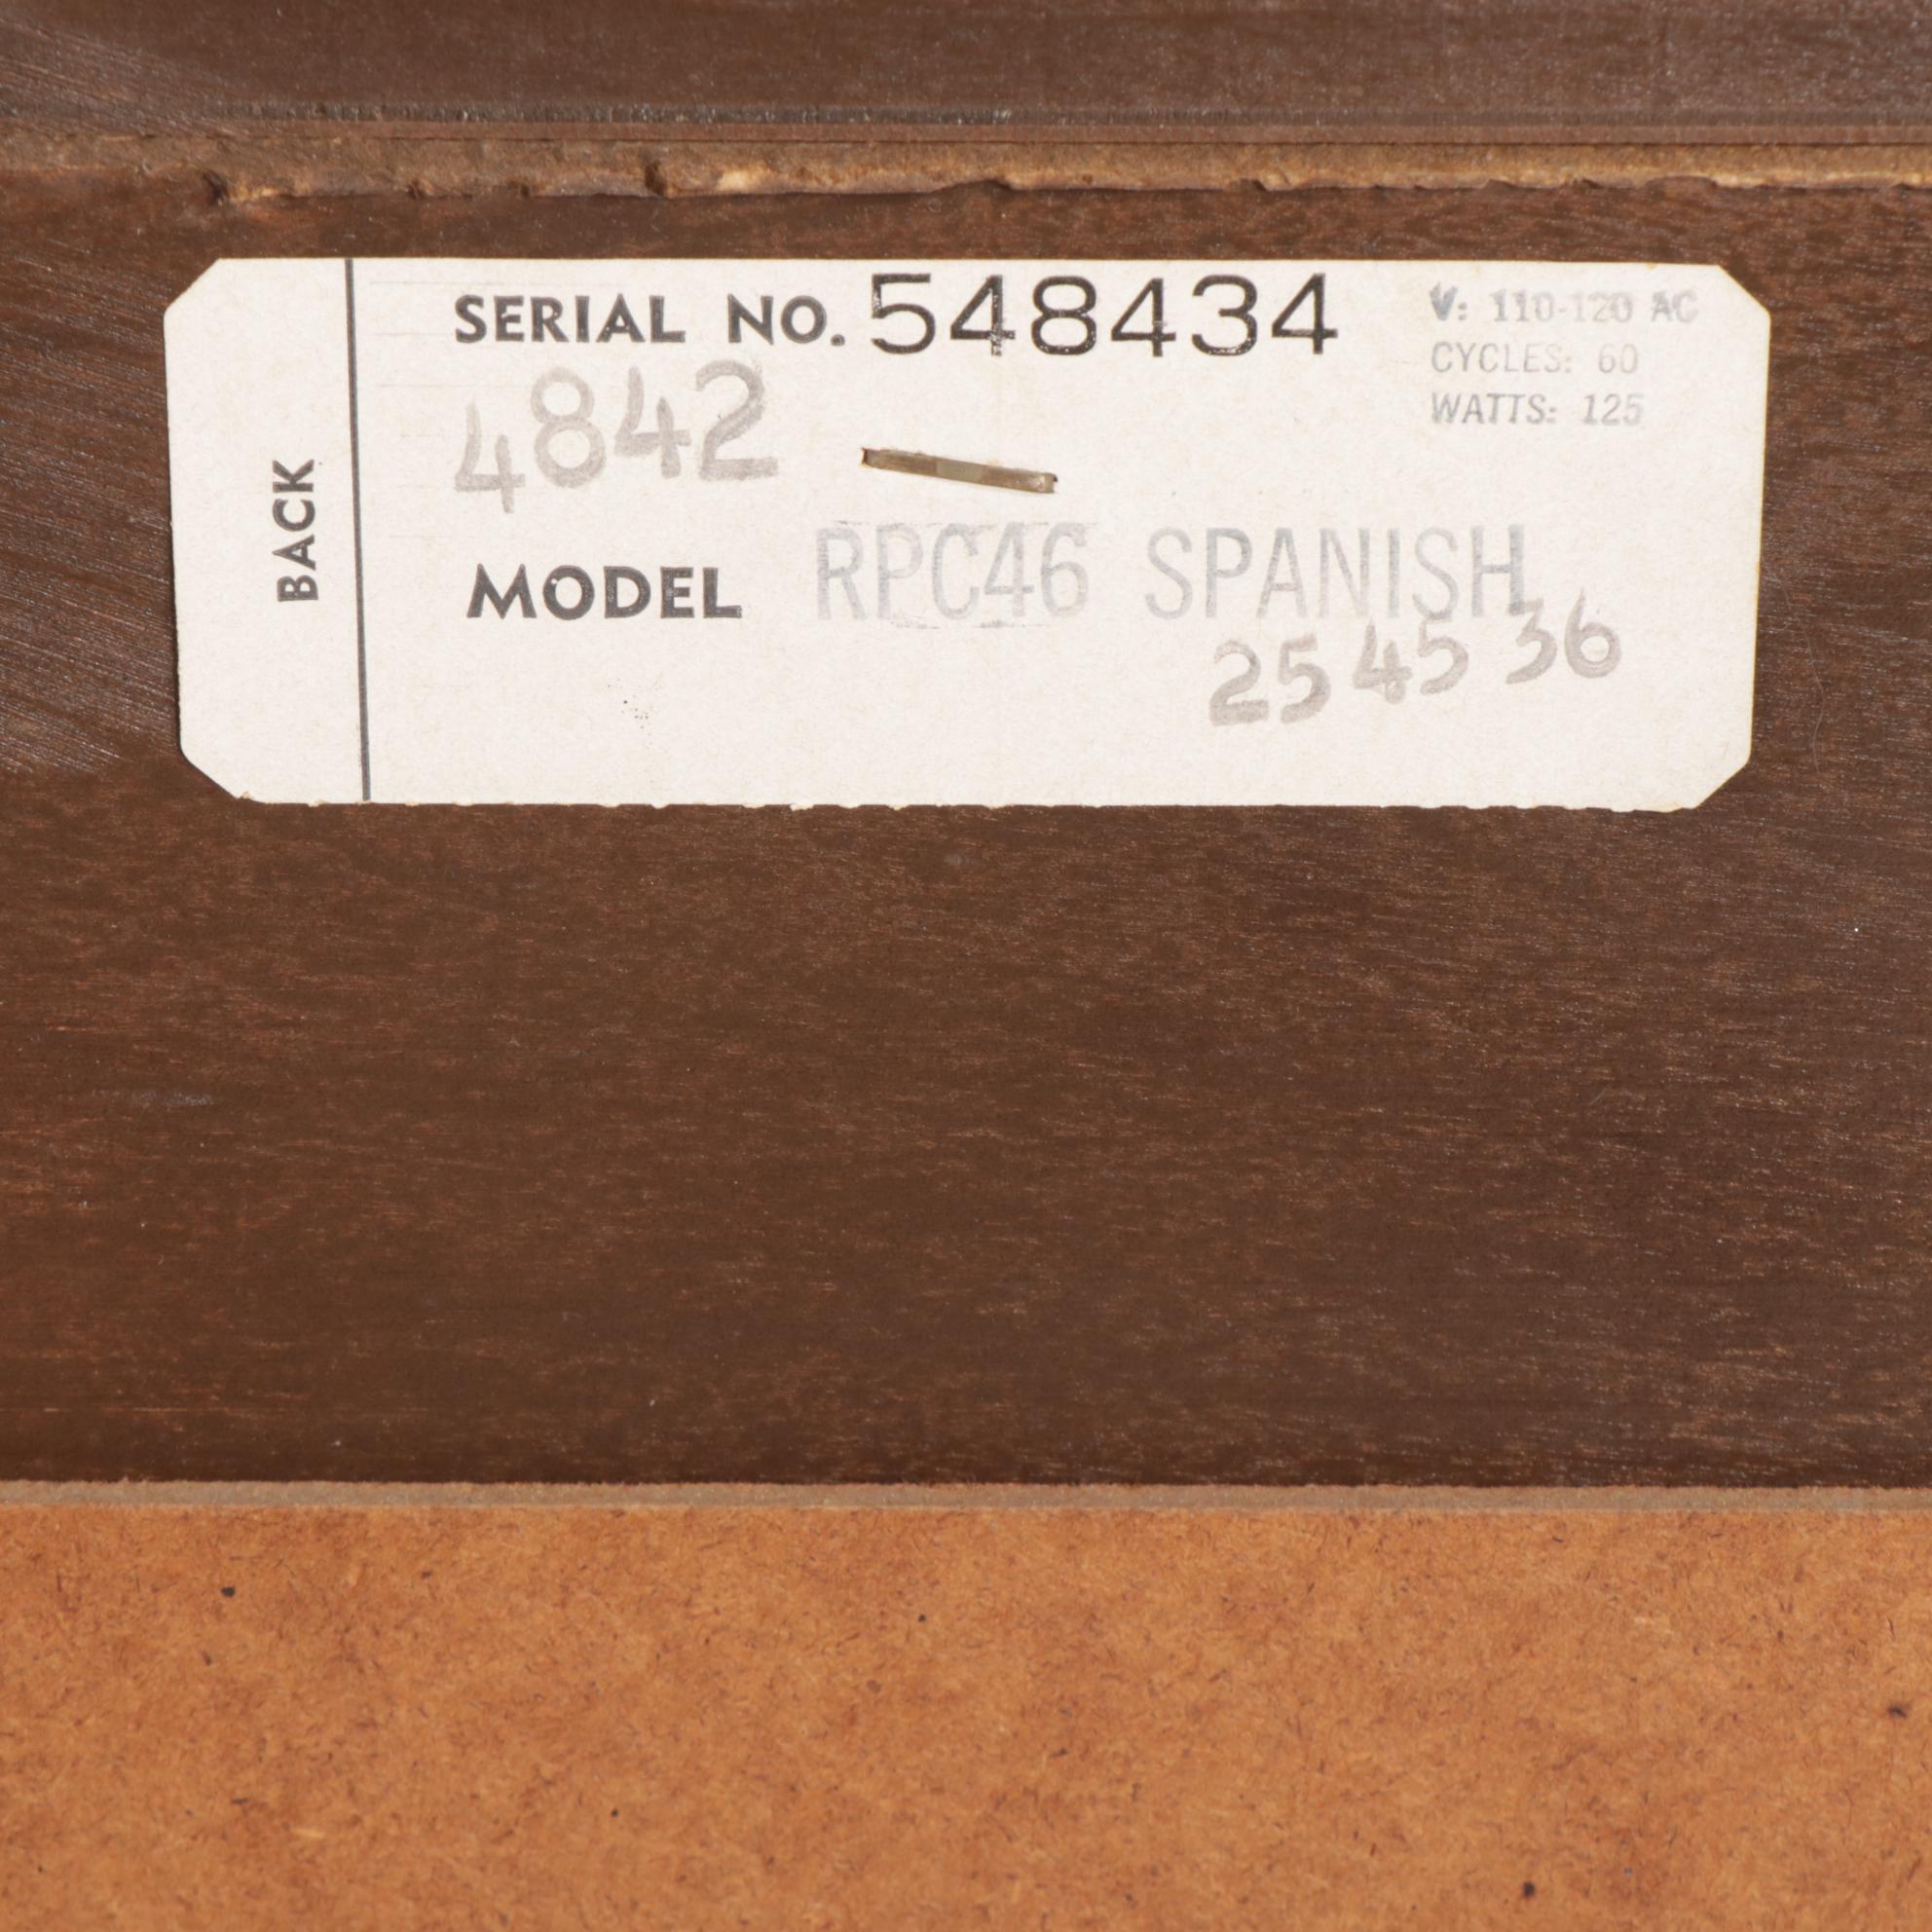 BACK
SERIAL NO. 548434
V: 110-120 AC
CYCLES: 60
WATTS: 125
4842
MODEL RPC46 SPANISH
254536